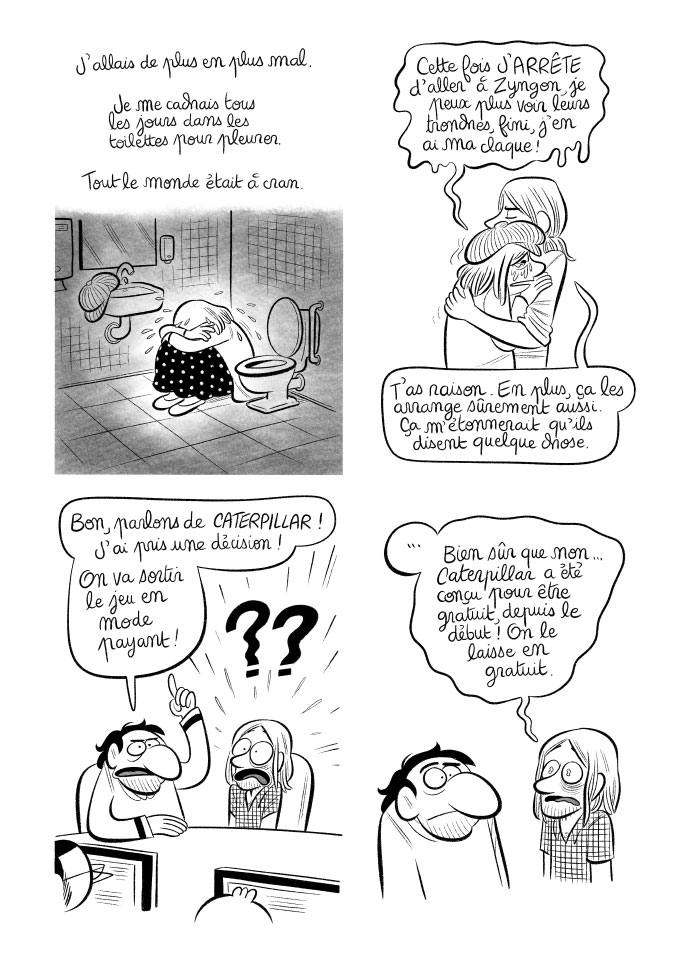 J'allais de plus en plus mal.
Je me cachais tous
les jours dans les
toilettes pour pleurer.
Tout le monde était à cran.
Cette fois J'ARRÊTE
d'aller à Zyngon, je
peux plus voir leurs
tronches, fini, j'en
ai ma claque !
T'as raison. En plus, ça les
arrange sûrement aussi.
Ça m'étonnerait qu'ils
disent quelque chose.
Bon, parlons de CATERPILLAR !
J'ai pris une décision !
On va sortir
le jeu en
mode
payant !
??
...
Bien sûr que non...
Caterpillar a été
conçu pour être
gratuit, depuis le
début ! On le
laisse en
gratuit.